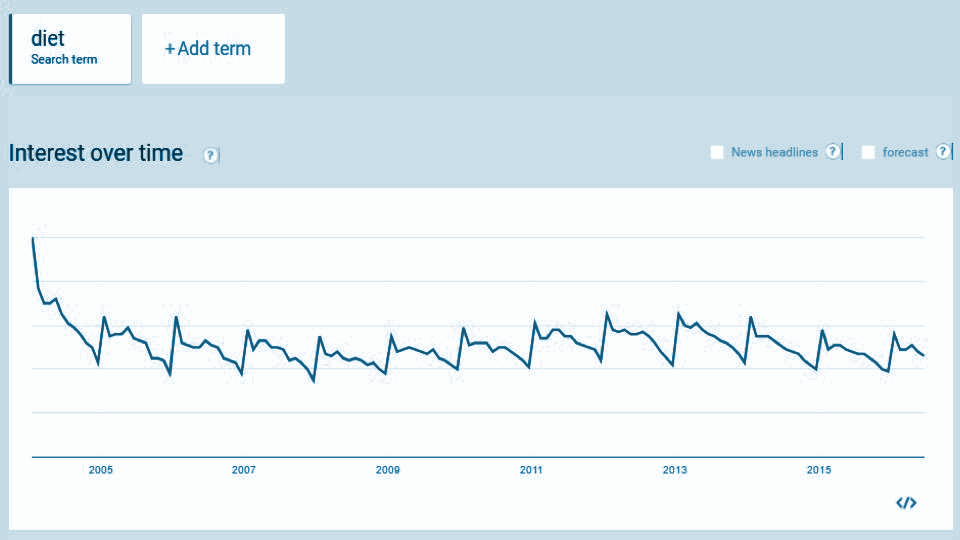 diet
Search term
+Add term
Interest over time ?
News headlines ?
forecast ?
2005 2007 2009 2011 2013 2015
</>